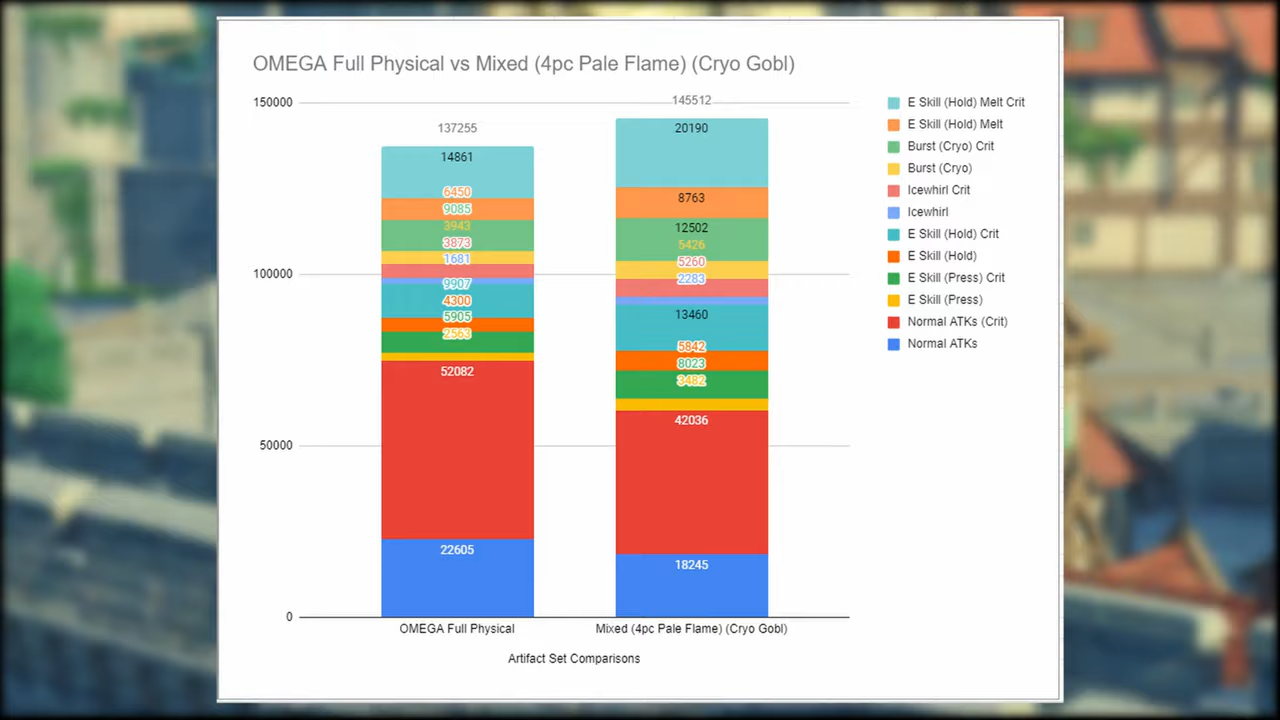 OMEGA Full Physical vs Mixed (4pc Pale Flame) (Cryo Gobl)
150000
100000
50000
0
137255
14861
6450
9085
3943
3873
1681
9907
4300
5905
2563
52082
22605
145512
20190
8763
12502
5426
5260
2283
13460
5842
8023
3482
42036
18245
OMEGA Full Physical
Mixed (4pc Pale Flame) (Cryo Gobl)
Artifact Set Comparisons
E Skill (Hold) Melt Crit
E Skill (Hold) Melt
Burst (Cryo) Crit
Burst (Cryo)
Icewhirl Crit
Icewhirl
E Skill (Hold) Crit
E Skill (Hold)
E Skill (Press) Crit
E Skill (Press)
Normal ATKs (Crit)
Normal ATKs